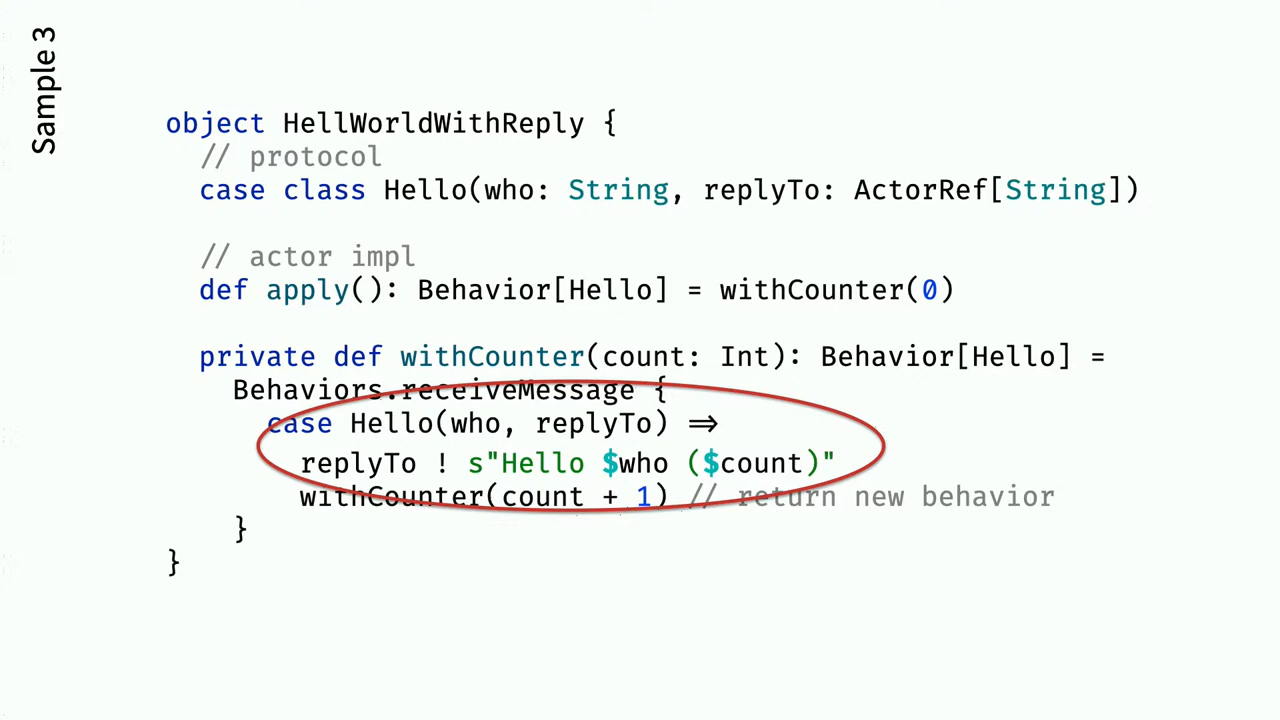 Sample 3
object HellWorldWithReply {
// protocol
case class Hello(who: String, replyTo: ActorRef[String])
// actor impl
def apply(): Behavior[Hello] = withCounter(0)
private def withCounter(count: Int): Behavior[Hello] =
Behaviors.receiveMessage {
case Hello(who, replyTo) ⇒
replyTo ! s"Hello $who ($count)"
withCounter(count + 1) // return new behavior
}
}